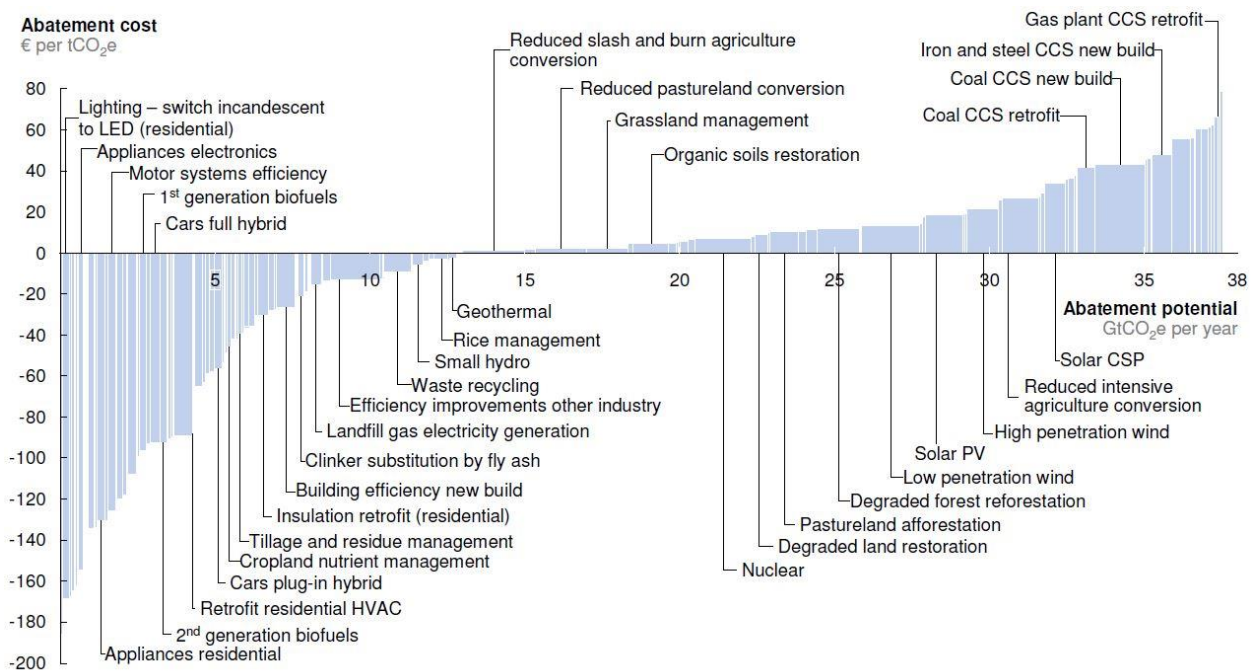 Abatement cost
€ per tCO2e
80
60
40
20
0
-20
-40
-60
-80
-100
-120
-140
-160
-180
-200
Lighting – switch incandescent
to LED (residential)
Appliances electronics
Motor systems efficiency
1st generation biofuels
Cars full hybrid
Reduced slash and burn agriculture
conversion
Reduced pastureland conversion
Grassland management
Organic soils restoration
Gas plant CCS retrofit
Iron and steel CCS new build
Coal CCS new build
Coal CCS retrofit
5
10
15
20
25
30
35
38
Abatement potential
GtCO2e per year
Geothermal
Rice management
Small hydro
Waste recycling
Efficiency improvements other industry
Landfill gas electricity generation
Clinker substitution by fly ash
Building efficiency new build
Insulation retrofit (residential)
Tillage and residue management
Cropland nutrient management
Cars plug-in hybrid
Retrofit residential HVAC
2nd generation biofuels
Appliances residential
Solar CSP
Reduced intensive
agriculture conversion
High penetration wind
Solar PV
Low penetration wind
Degraded forest reforestation
Pastureland afforestation
Degraded land restoration
Nuclear